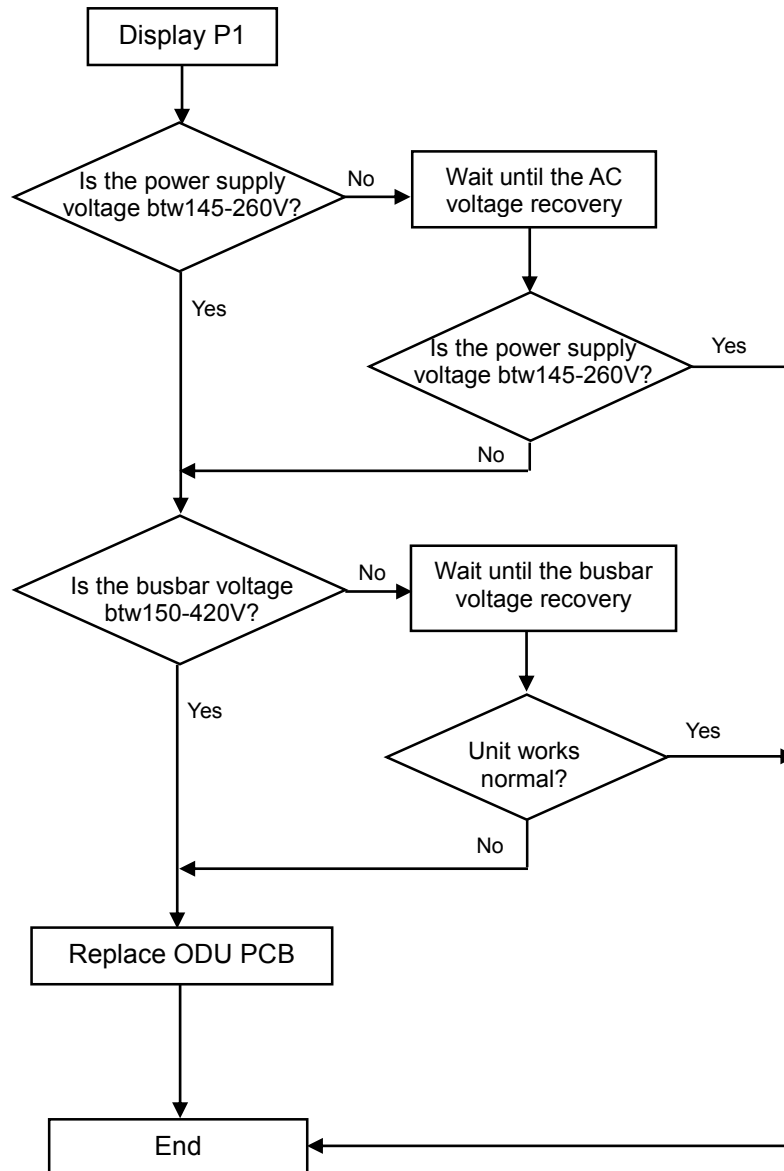 Display P1
Is the power supply
voltage btw145-260V?
No
Wait until the AC
voltage recovery
Yes
Is the power supply
voltage btw145-260V?
Yes
No
Is the busbar voltage
btw150-420V?
No
Wait until the busbar
voltage recovery
Yes
Unit works
normal?
Yes
No
Replace ODU PCB
End